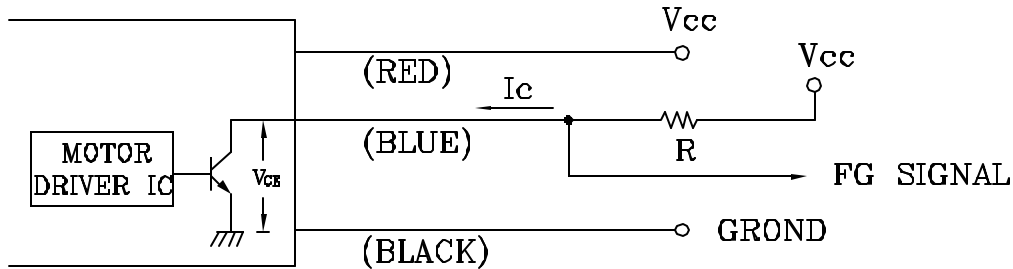 Vcc
Vcc
(RED)
Ic
(BLUE)
R
MOTOR
DRIVER IC
VCE
FG SIGNAL
(BLACK)
GROND